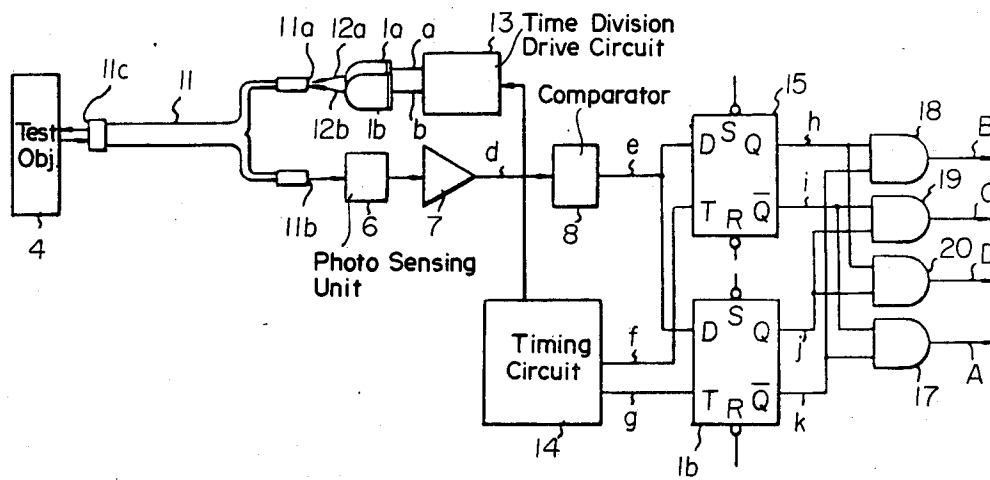 11a 12a 1a a 13 Time Division
Drive Circuit
11c 11
Comparator
15
18
Test
Obj.
12b 1b b
d e
D S Q h B
19
T R Q̅ i C
4
11b 6 7 8
20
D
Photo Sensing
Unit
Timing
Circuit
f
g
D S Q j
T R Q̅ k
17 A
14
1b